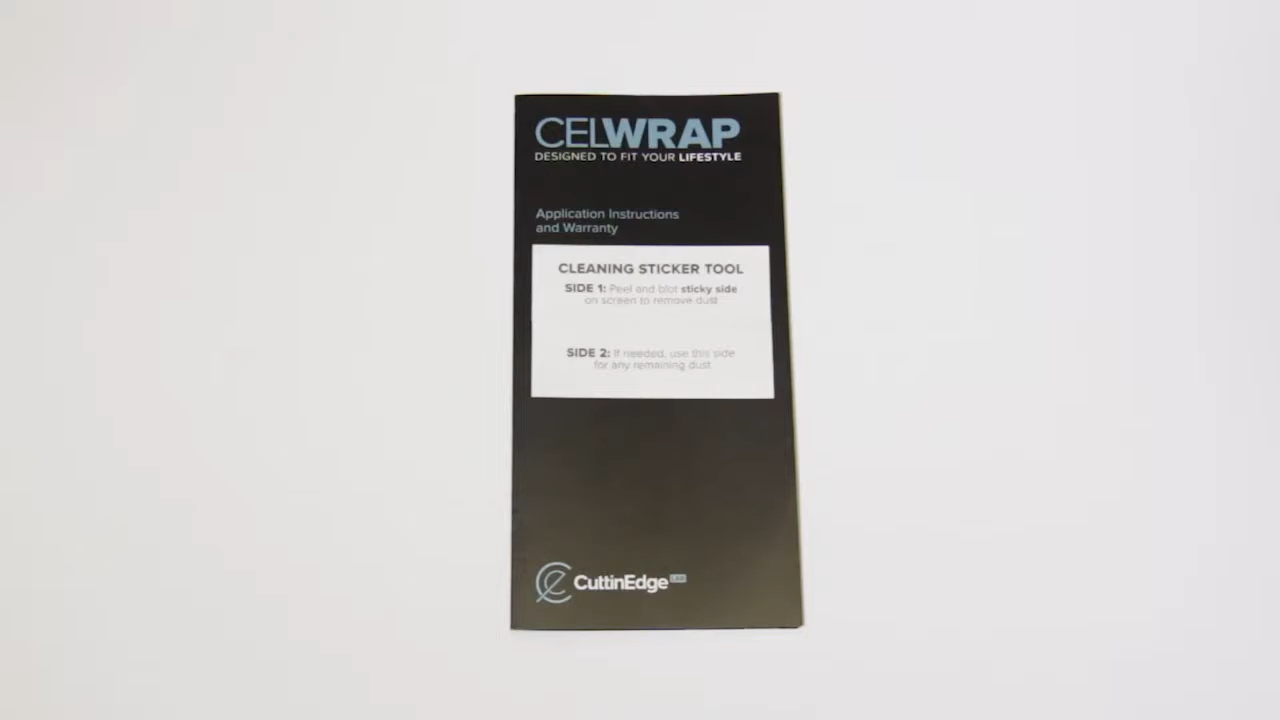 CELWRAP
DESIGNED TO FIT YOUR LIFESTYLE
Application Instructions
and Warranty
CLEANING STICKER TOOL
SIDE 1: Peel and blot sticky side
on screen to remove dust
SIDE 2: If needed, use this side
for any remaining dust
CuttinEdge